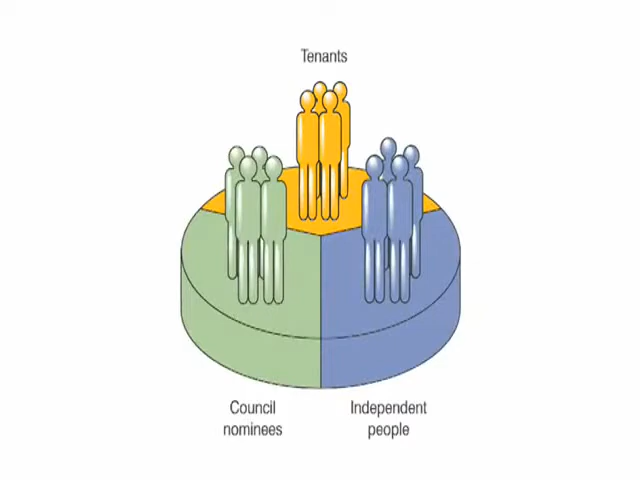 Tenants
Council
nominees
Independent
people